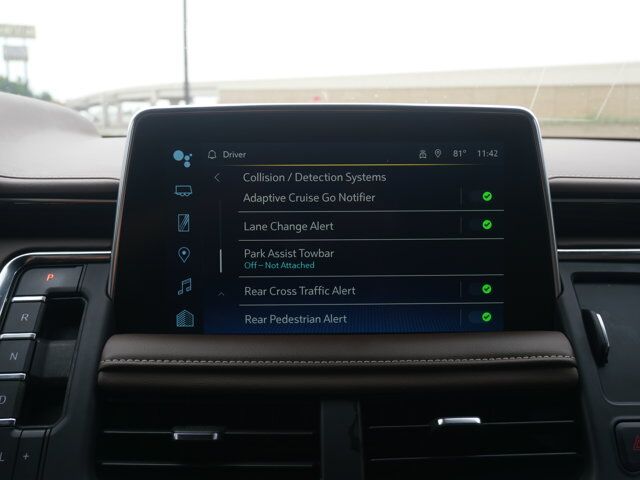 Driver 81° 11:42
Collision / Detection Systems
Adaptive Cruise Go Notifier
Lane Change Alert
Park Assist Towbar
Off – Not Attached
Rear Cross Traffic Alert
Rear Pedestrian Alert
P
R
N
D
L +